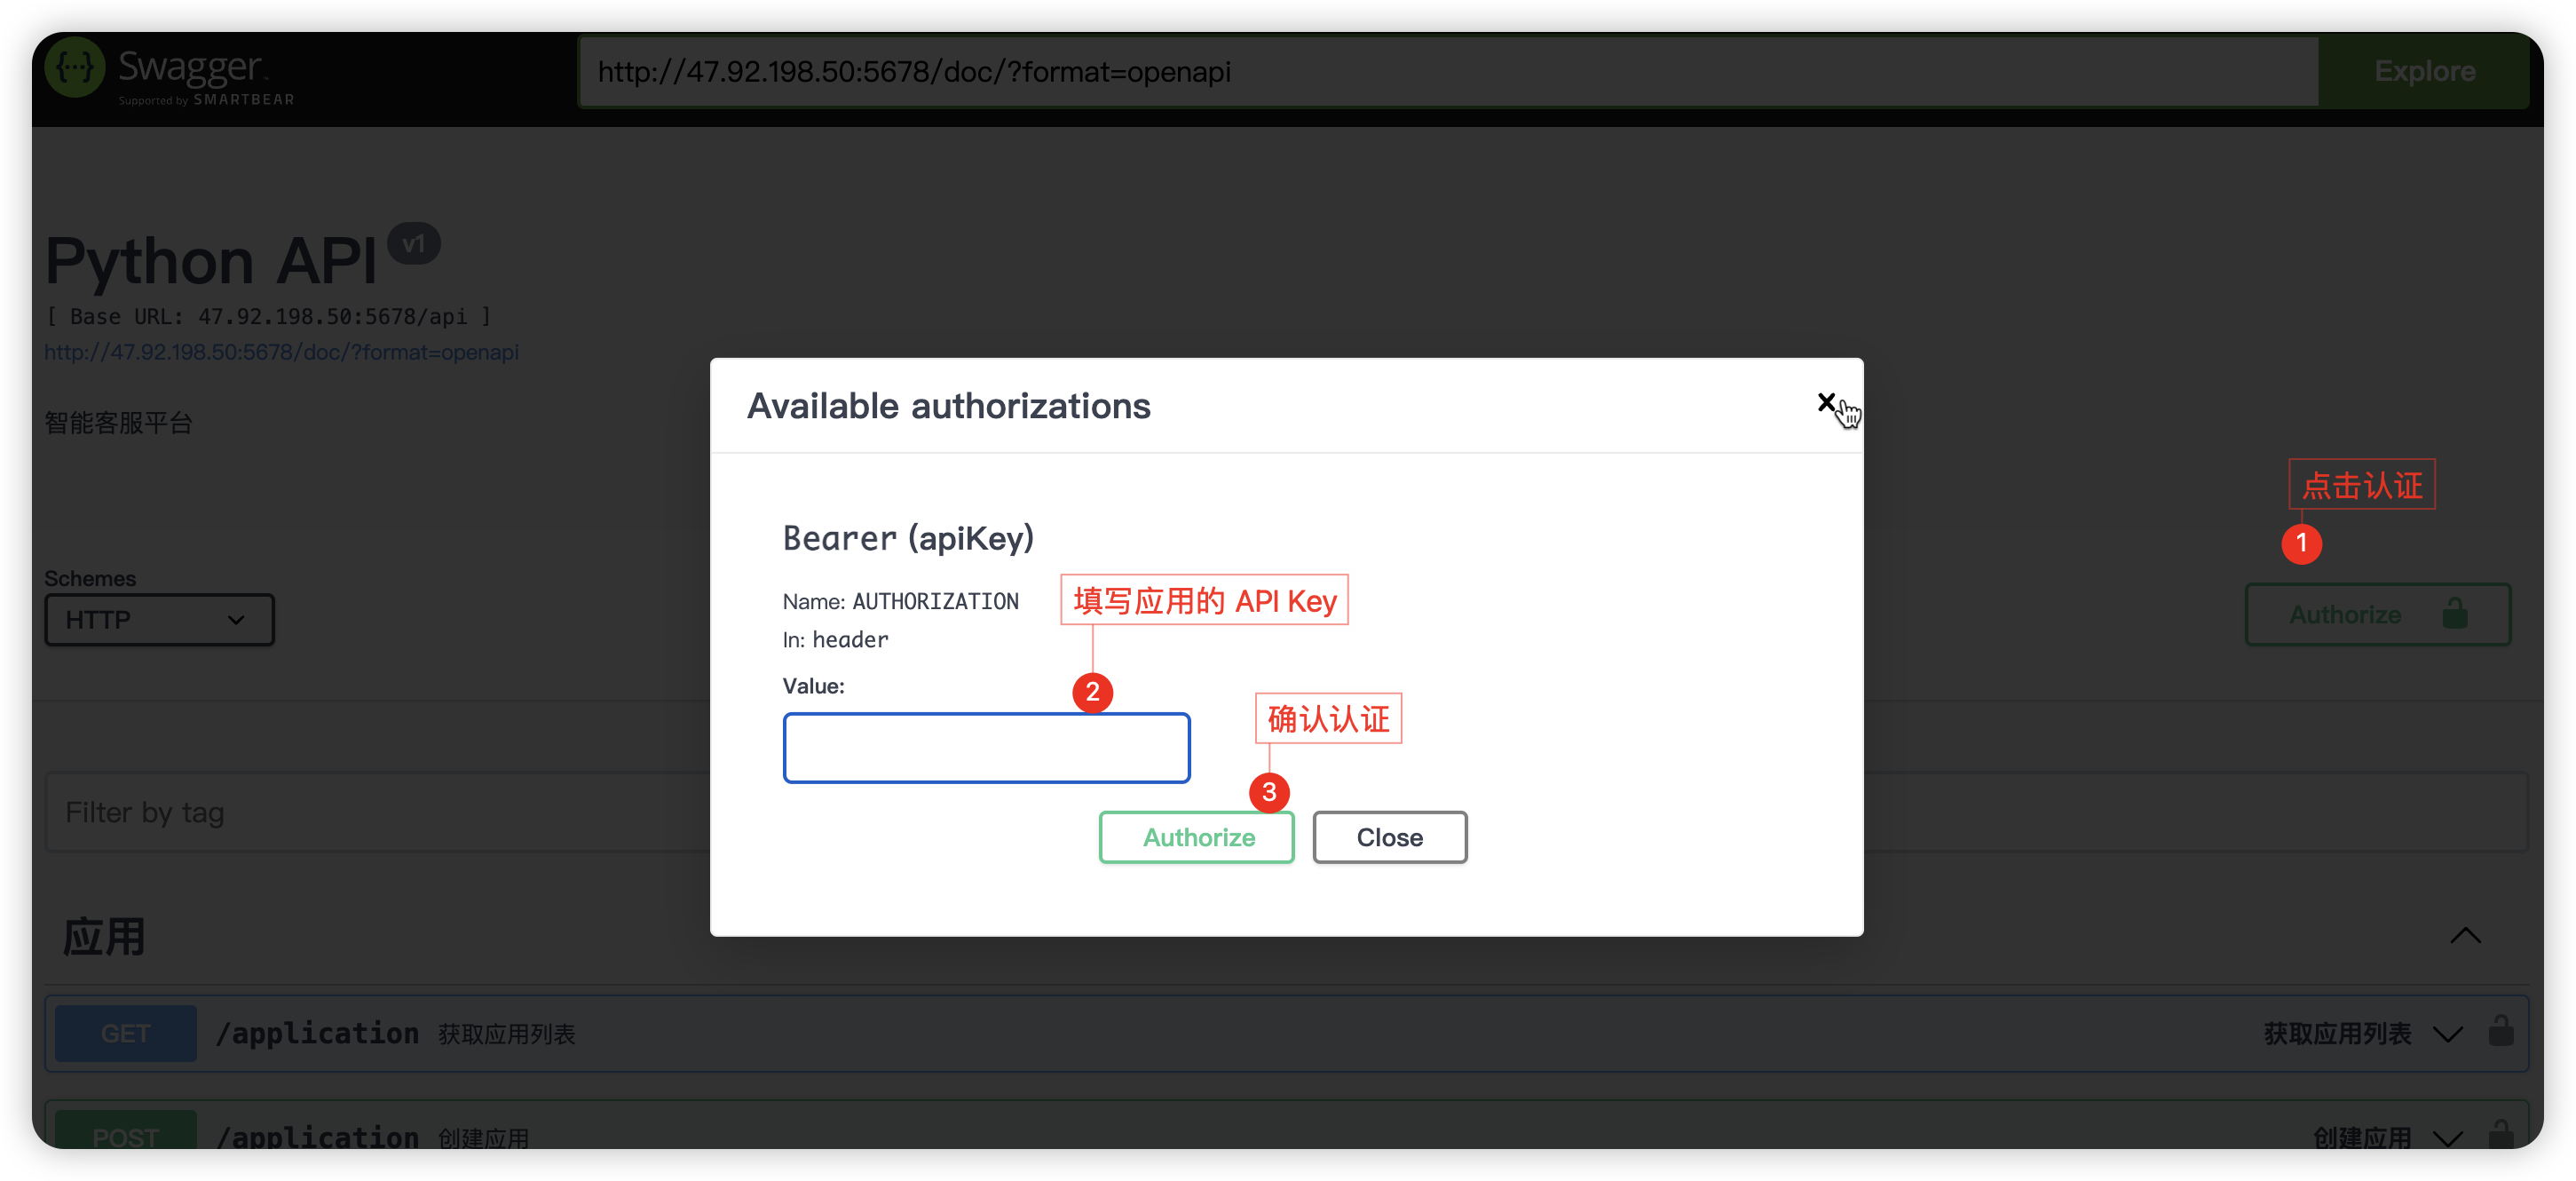 Swagger
Supported by SMARTBEAR
http://47.92.198.50:5678/doc/?format=openapi
Explore
Python API v1
[ Base URL: 47.92.198.50:5678/api ]
http://47.92.198.50:5678/doc/?format=openapi
智能客服平台
Available authorizations
点击认证
1
Bearer (apiKey)
Schemes
HTTP
Name: AUTHORIZATION
填写应用的 API Key
Authorize
In: header
Value:
2
确认认证
3
Filter by tag
Authorize
Close
应用
GET /application 获取应用列表 获取应用列表
POST /application 创建应用 创建应用